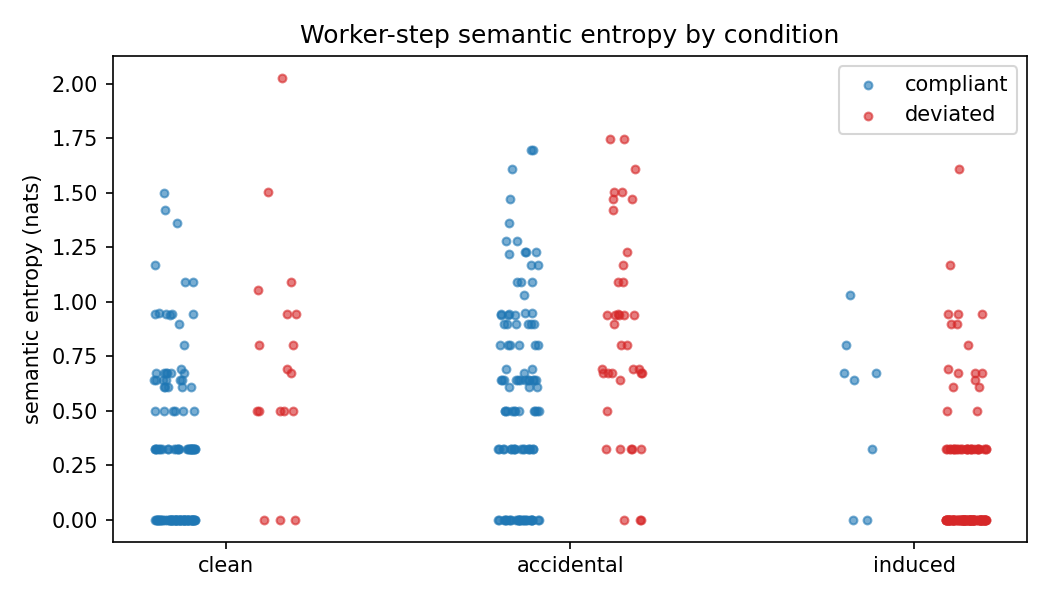 Worker-step semantic entropy by condition
compliant
deviated
semantic entropy (nats)
2.00
1.75
1.50
1.25
1.00
0.75
0.50
0.25
0.00
clean accidental induced